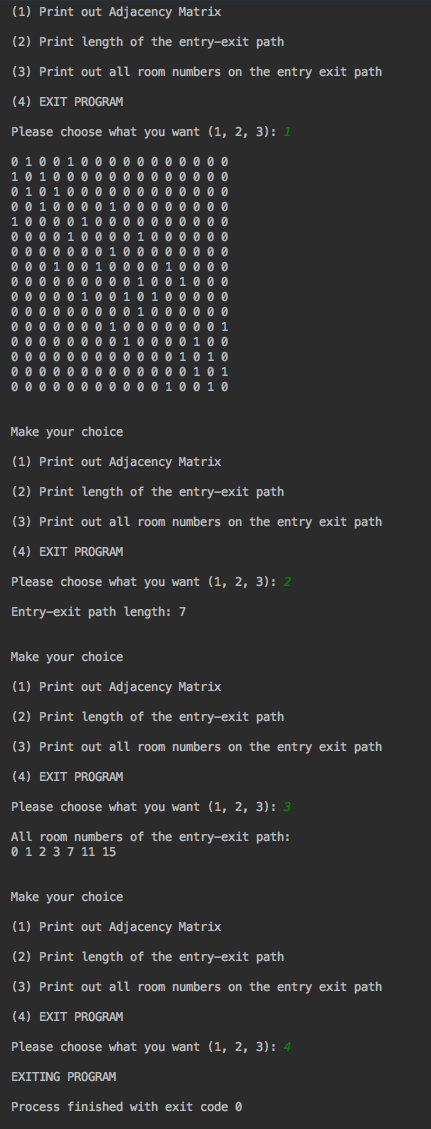 (1) Print out Adjacency Matrix
(2) Print length of the entry-exit path
(3) Print out all room numbers on the entry exit path
(4) EXIT PROGRAM
Please choose what you want (1, 2, 3): 1
0 1 0 0 1 0 0 0 0 0 0 0 0 0 0 0
1 0 1 0 0 0 0 0 0 0 0 0 0 0 0 0
0 1 0 1 0 0 0 0 0 0 0 0 0 0 0 0
0 0 1 0 0 0 0 1 0 0 0 0 0 0 0 0
1 0 0 0 0 1 0 0 0 0 0 0 0 0 0 0
0 0 0 0 1 0 0 0 0 1 0 0 0 0 0 0
0 0 0 0 0 0 0 1 0 0 0 0 0 0 0 0
0 0 0 1 0 0 1 0 0 0 0 1 0 0 0 0
0 0 0 0 0 0 0 0 0 1 0 0 1 0 0 0
0 0 0 0 0 1 0 0 1 0 1 0 0 0 0 0
0 0 0 0 0 0 0 0 0 1 0 0 0 0 0 0
0 0 0 0 0 0 0 1 0 0 0 0 0 0 0 1
0 0 0 0 0 0 0 0 1 0 0 0 0 1 0 0
0 0 0 0 0 0 0 0 0 0 0 0 1 0 1 0
0 0 0 0 0 0 0 0 0 0 0 0 0 1 0 1
0 0 0 0 0 0 0 0 0 0 0 1 0 0 1 0
Make your choice
(1) Print out Adjacency Matrix
(2) Print length of the entry-exit path
(3) Print out all room numbers on the entry exit path
(4) EXIT PROGRAM
Please choose what you want (1, 2, 3): 2
Entry-exit path length: 7
Make your choice
(1) Print out Adjacency Matrix
(2) Print length of the entry-exit path
(3) Print out all room numbers on the entry exit path
(4) EXIT PROGRAM
Please choose what you want (1, 2, 3): 3
All room numbers of the entry-exit path:
0 1 2 3 7 11 15
Make your choice
(1) Print out Adjacency Matrix
(2) Print length of the entry-exit path
(3) Print out all room numbers on the entry exit path
(4) EXIT PROGRAM
Please choose what you want (1, 2, 3): 4
EXITING PROGRAM
Process finished with exit code 0